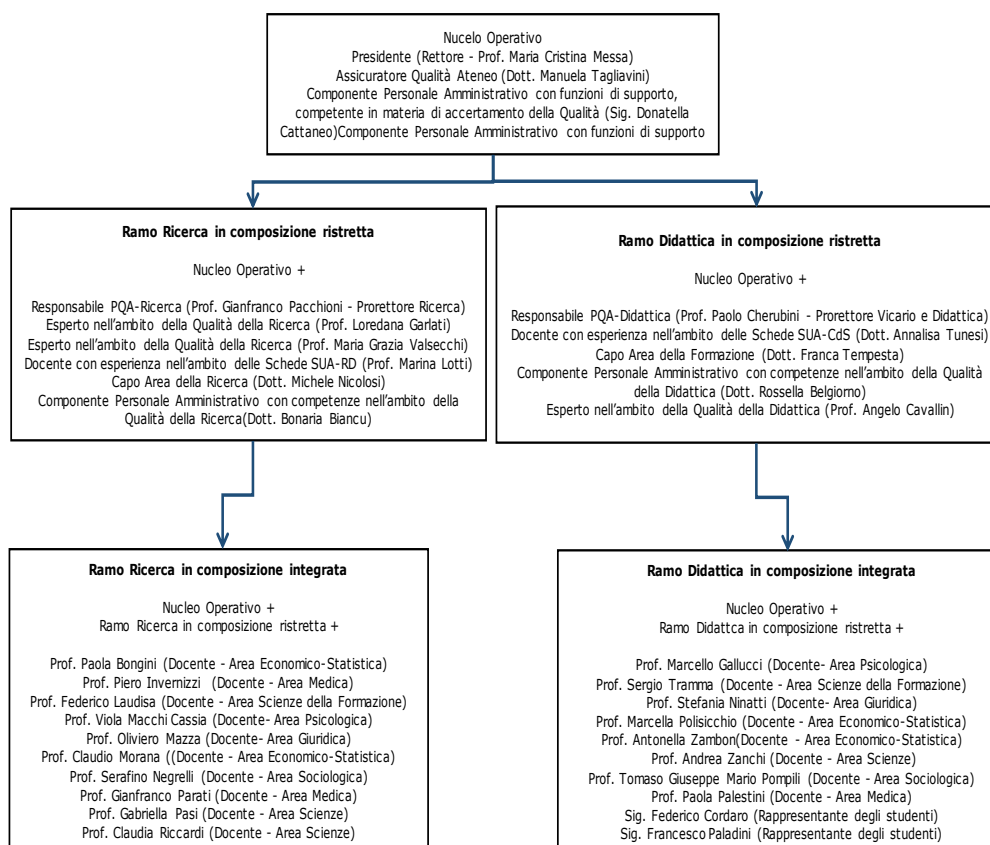 Nucelo Operativo
Presidente (Rettore - Prof. Maria Cristina Messa)
Assicuratore Qualità Ateneo (Dott. Manuela Tagliavini)
Componente Personale Amministrativo con funzioni di supporto,
competente in materia di accertamento della Qualità (Sig. Donatella
Cattaneo)Componente Personale Amministrativo con funzioni di supporto
Ramo Ricerca in composizione ristretta
Nucleo Operativo +
Responsabile PQA-Ricerca (Prof. Gianfranco Pacchioni - Prorettore Ricerca)
Esperto nell'ambito della Qualità della Ricerca (Prof. Loredana Garlati)
Esperto nell'ambito della Qualità della Ricerca (Prof. Maria Grazia Valsecchi)
Docente con esperienza nell'ambito delle Schede SUA-RD (Prof. Marina Lotti)
Capo Area della Ricerca (Dott. Michele Nicolosi)
Componente Personale Amministrativo con competenze nell'ambito della
Qualità della Ricerca(Dott. Bonaria Biancu)
Ramo Didattica in composizione ristretta
Nucleo Operativo +
Responsabile PQA-Didattica (Prof. Paolo Cherubini - Prorettore Vicario e Didattica)
Docente con esperienza nell'ambito delle Schede SUA-CdS (Dott. Annalisa Tunesi)
Capo Area della Formazione (Dott. Franca Tempesta)
Componente Personale Amministrativo con competenze nell'ambito della Qualità
della Didattica (Dott. Rossella Belgiorno)
Esperto nell'ambito della Qualità della Didattica (Prof. Angelo Cavallin)
Ramo Ricerca in composizione integrata
Nucleo Operativo +
Ramo Ricerca in composizione ristretta +
Prof. Paola Bongini (Docente - Area Economico-Statistica)
Prof. Piero Invernizzi (Docente - Area Medica)
Prof. Federico Laudisa (Docente - Area Scienze della Formazione)
Prof. Viola Macchi Cassia (Docente- Area Psicologica)
Prof. Oliviero Mazza (Docente- Area Giuridica)
Prof. Claudio Morana ((Docente - Area Economico-Statistica)
Prof. Serafino Negrelli (Docente - Area Sociologica)
Prof. Gianfranco Parati (Docente - Area Medica)
Prof. Gabriella Pasi (Docente - Area Scienze)
Prof. Claudia Riccardi (Docente - Area Scienze)
Ramo Didattica in composizione integrata
Nucleo Operativo +
Ramo Didattca in composizione ristretta +
Prof. Marcello Gallucci (Docente- Area Psicologica)
Prof. Sergio Tramma (Docente - Area Scienze della Formazione)
Prof. Stefania Ninatti (Docente- Area Giuridica)
Prof. Marcella Polisicchio (Docente - Area Economico-Statistica)
Prof. Antonella Zambon(Docente - Area Economico-Statistica)
Prof. Andrea Zanchi (Docente - Area Scienze)
Prof. Tomaso Giuseppe Mario Pompili (Docente - Area Sociologica)
Prof. Paola Palestini (Docente - Area Medica)
Sig. Federico Cordaro (Rappresentante degli studenti)
Sig. Francesco Paladini (Rappresentante degli studenti)